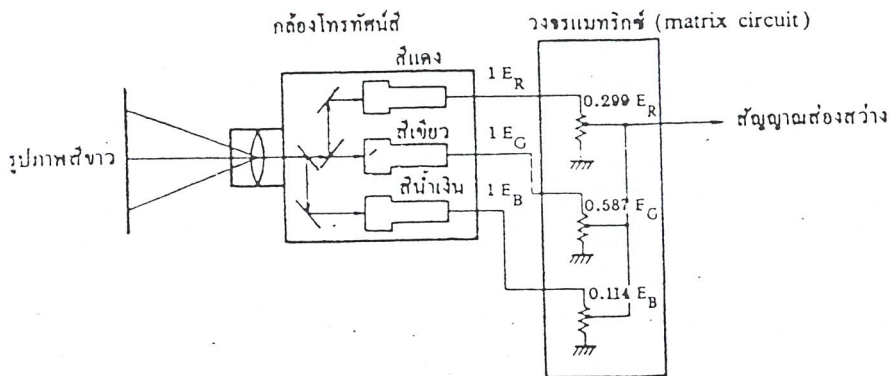 กล้องโทรทัศน์สี
วงจรแมทริกซ์ (matrix circuit)
สีแดง
1 E_R
0.299 E_R
สัญญาณส่องสว่าง
รูปภาพสีขาว
สีเขียว
1 E_G
0.587 E_G
สีน้ำเงิน
1 E_B
0.114 E_B